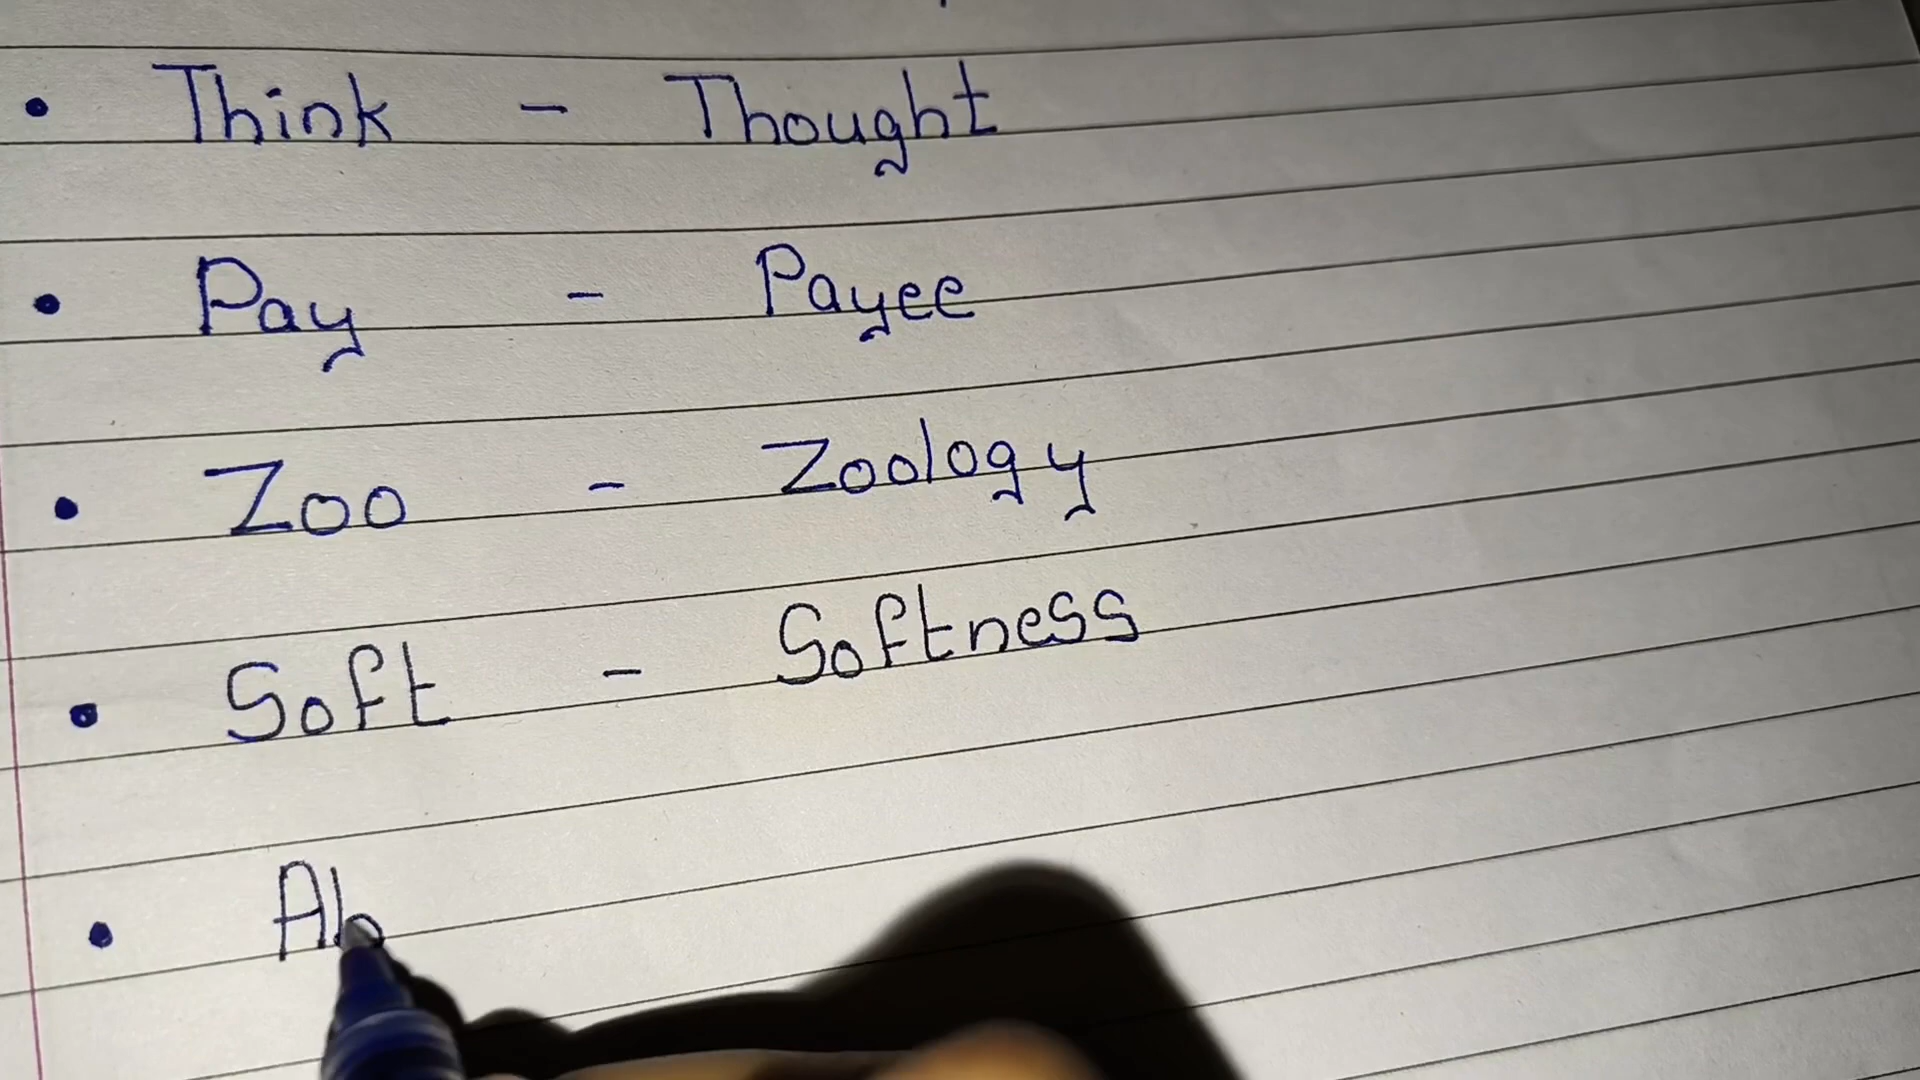 • Think - Thought
• Pay - Payee
• Zoo - Zoology
• Soft - Softness
• Ab